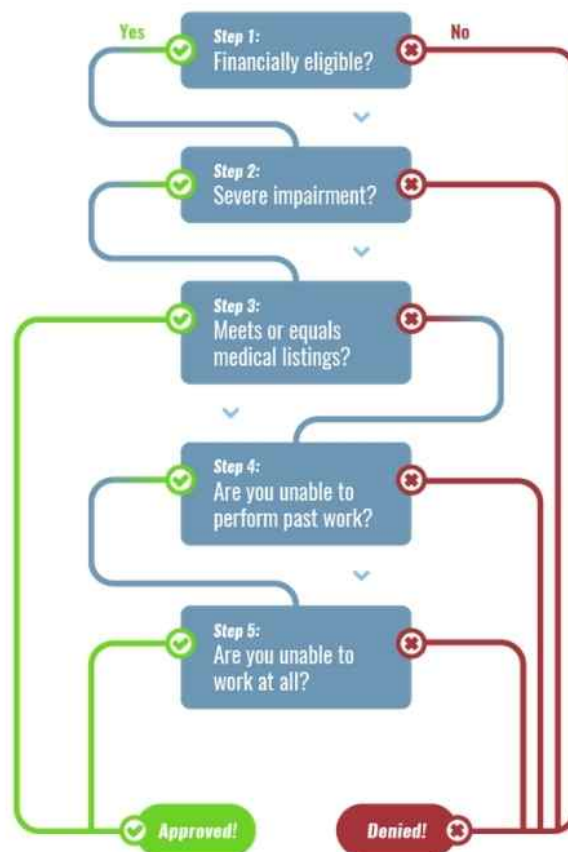 Yes
No
Step 1:
Financially eligible?
Step 2:
Severe impairment?
Step 3:
Meets or equals
medical listings?
Step 4:
Are you unable to
perform past work?
Step 5:
Are you unable to
work at all?
Approved!
Denied!